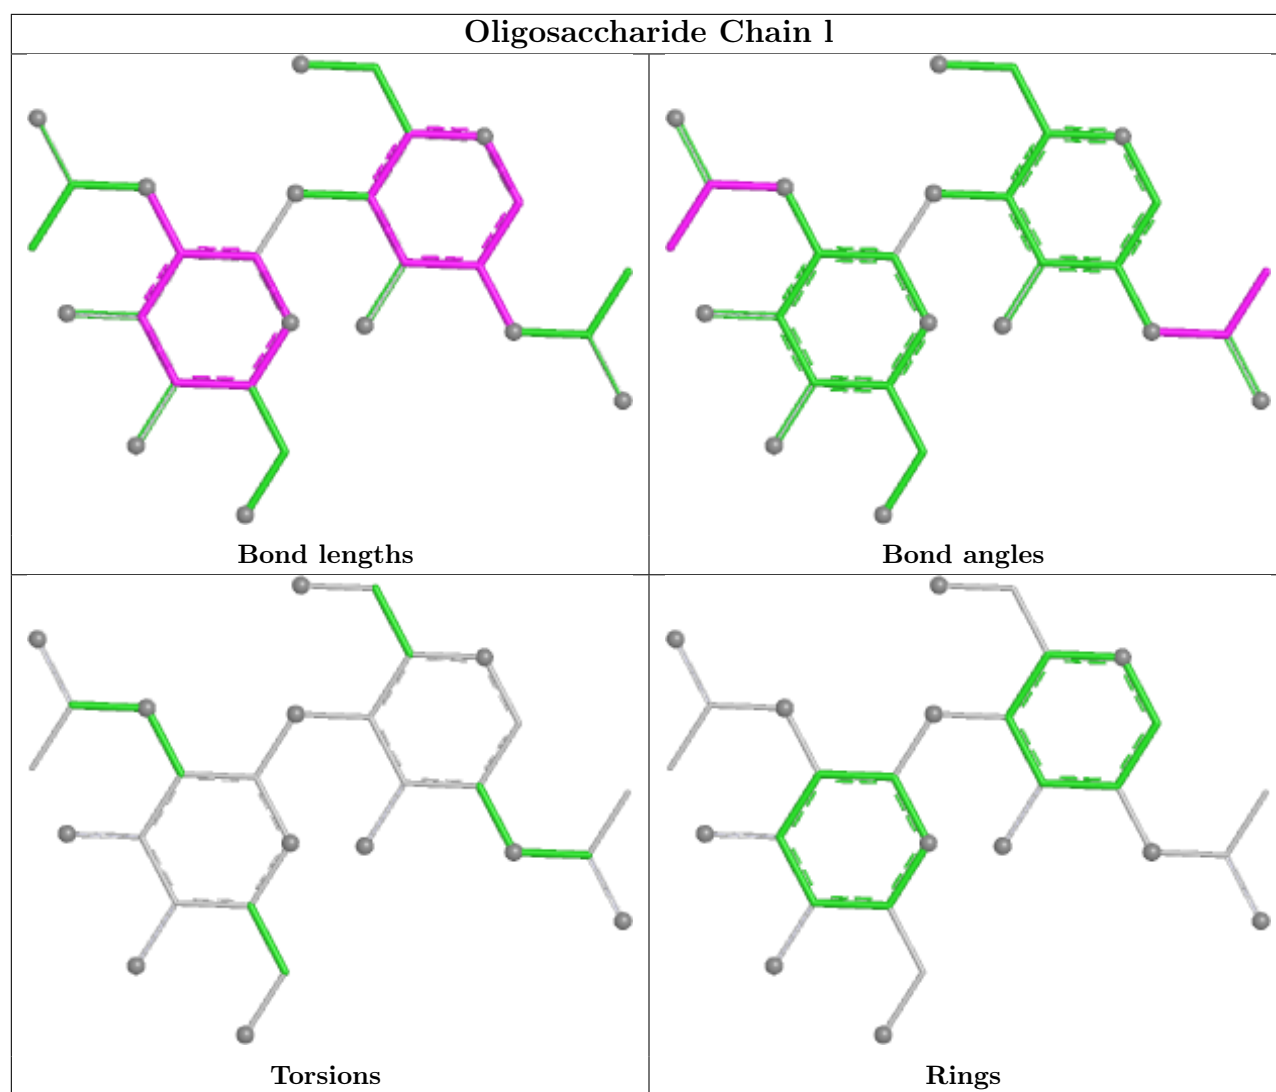 Oligosaccharide Chain l
Bond lengths
Bond angles
Torsions
Rings